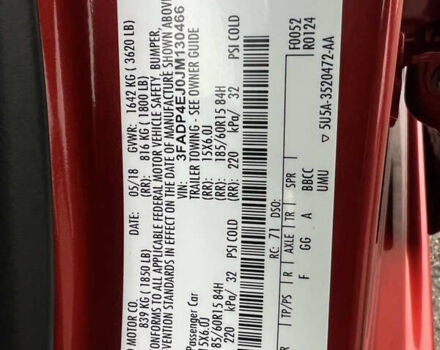 D MOTOR CO. DATE: 05/18 GVWR: 1642 KG ( 3620 LB)
839 KG ( 1850 LB) (RR): 816 KG ( 1800 LB)
TO ALL APPLICABLE FEDERAL MOTOR VEHICLE SAFETY, BUMPER,
VENTION STANDARDS IN EFFECT ON THE DATE OF MANUFACTURE SHOWN ABOVE
VIN: 3FADP4EJ0JM130466
Passenger Car TRAILER TOWING - SEE OWNER GUIDE
15X6.0J (RR): 15X6.0J
185/60R15 84H (RR): 185/60R15 84H
220 kPa/ 32 PSI COLD (RR): 220 kPa/ 32 PSI COLD
RC: 71 DSO: F0052
R0124
TP/PS R AXLE TR SPR
F GG A BBCC
UMU
▽ 5U5A-3520472-AA